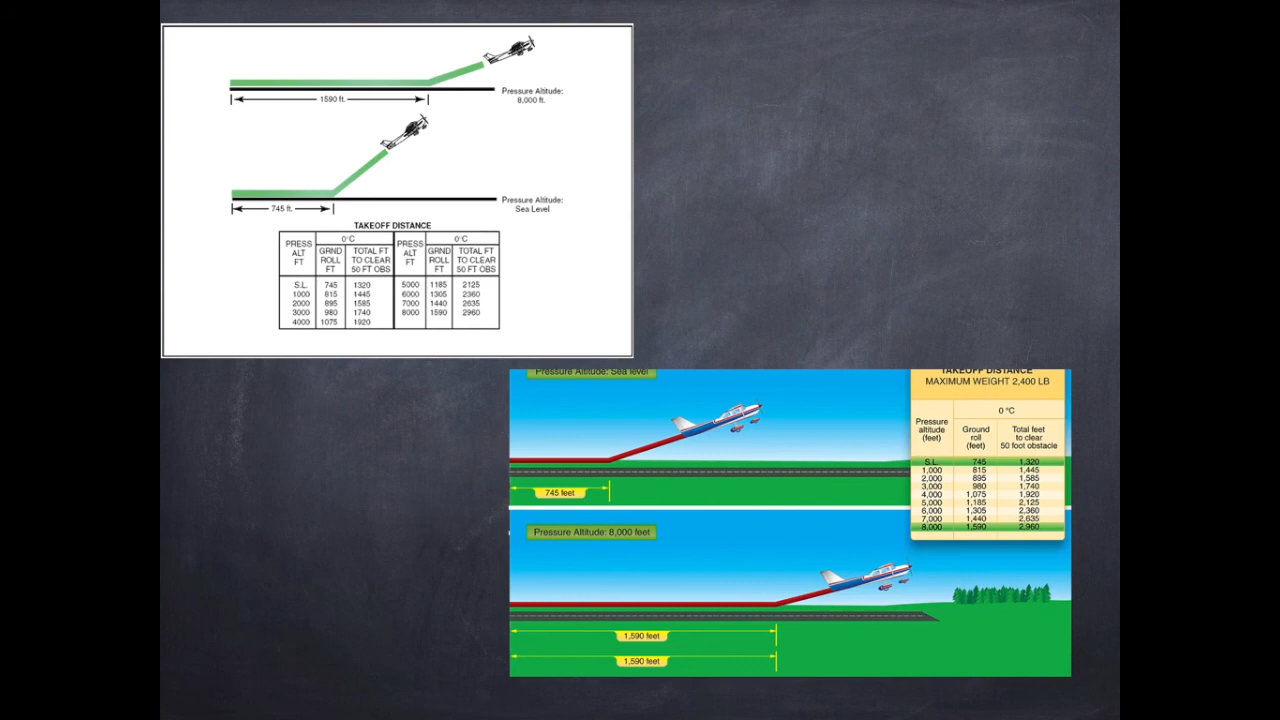 1590 ft.
Pressure Altitude:
8,000 ft.
745 ft.
Pressure Altitude:
Sea Level
TAKEOFF DISTANCE
PRESS ALT FT 0°C PRESS ALT FT 0°C
GRND ROLL FT TOTAL FT TO CLEAR 50 FT OBS GRND ROLL FT TOTAL FT TO CLEAR 50 FT OBS
S.L. 745 1320 5000 1185 2125
1000 815 1445 6000 1305 2360
2000 895 1585 7000 1440 2635
3000 980 1740 8000 1590 2960
4000 1075 1920
Pressure Altitude: Sea level
745 feet
Pressure Altitude: 8,000 feet
1,590 feet
1,590 feet
TAKEOFF DISTANCE
MAXIMUM WEIGHT 2,400 LB
0 °C
Pressure altitude (feet) Ground roll (feet) Total feet to clear 50 foot obstacle
S.L. 745 1,320
1,000 815 1,445
2,000 895 1,585
3,000 980 1,740
4,000 1,075 1,920
5,000 1,185 2,125
6,000 1,305 2,360
7,000 1,440 2,635
8,000 1,590 2,960